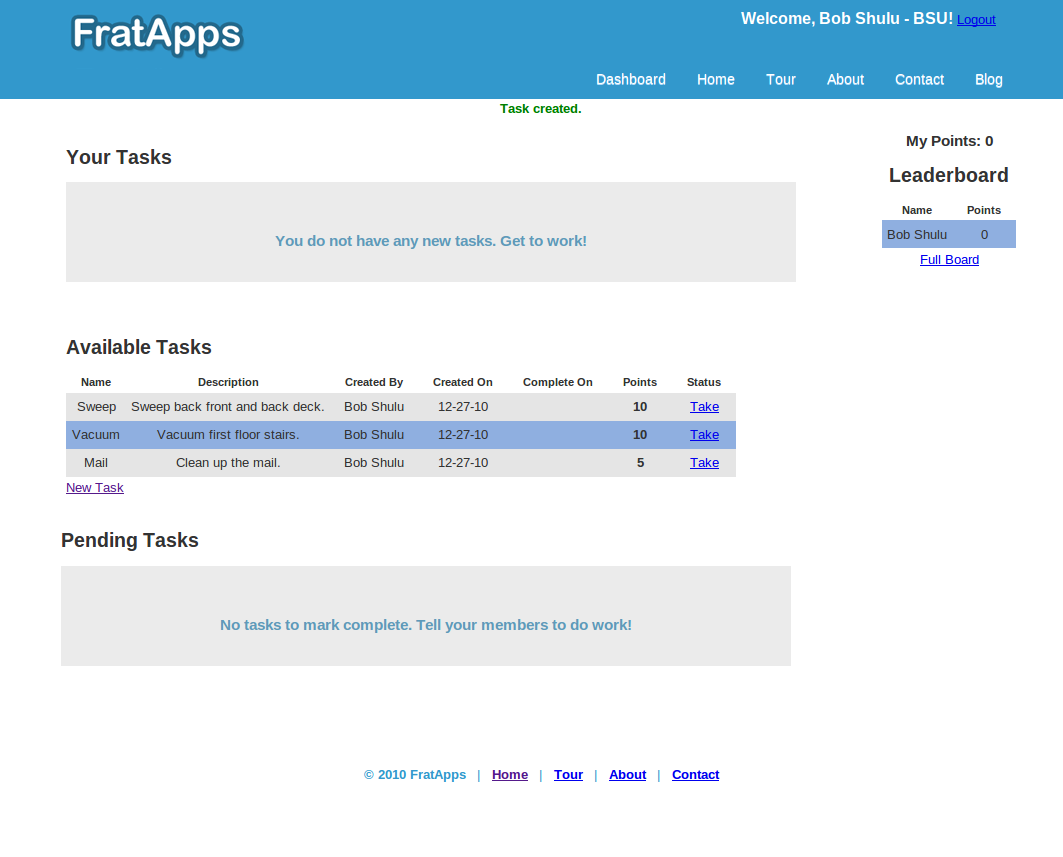 FratApps
Welcome, Bob Shulu - BSU! Logout
Dashboard Home Tour About Contact Blog
Task created.
My Points: 0
Leaderboard
Name Points
Bob Shulu 0
Full Board
Your Tasks
You do not have any new tasks. Get to work!
Available Tasks
Name Description Created By Created On Complete On Points Status
Sweep Sweep back front and back deck. Bob Shulu 12-27-10 10 Take
Vacuum Vacuum first floor stairs. Bob Shulu 12-27-10 10 Take
Mail Clean up the mail. Bob Shulu 12-27-10 5 Take
New Task
Pending Tasks
No tasks to mark complete. Tell your members to do work!
© 2010 FratApps | Home | Tour | About | Contact